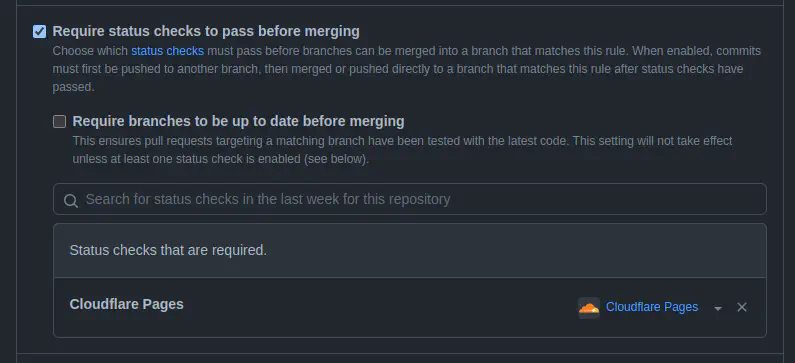 Require status checks to pass before merging
Choose which status checks must pass before branches can be merged into a branch that matches this rule. When enabled, commits
must first be pushed to another branch, then merged or pushed directly to a branch that matches this rule after status checks have
passed.
Require branches to be up to date before merging
This ensures pull requests targeting a matching branch have been tested with the latest code. This setting will not take effect
unless at least one status check is enabled (see below).
Search for status checks in the last week for this repository
Status checks that are required.
Cloudflare Pages Cloudflare Pages